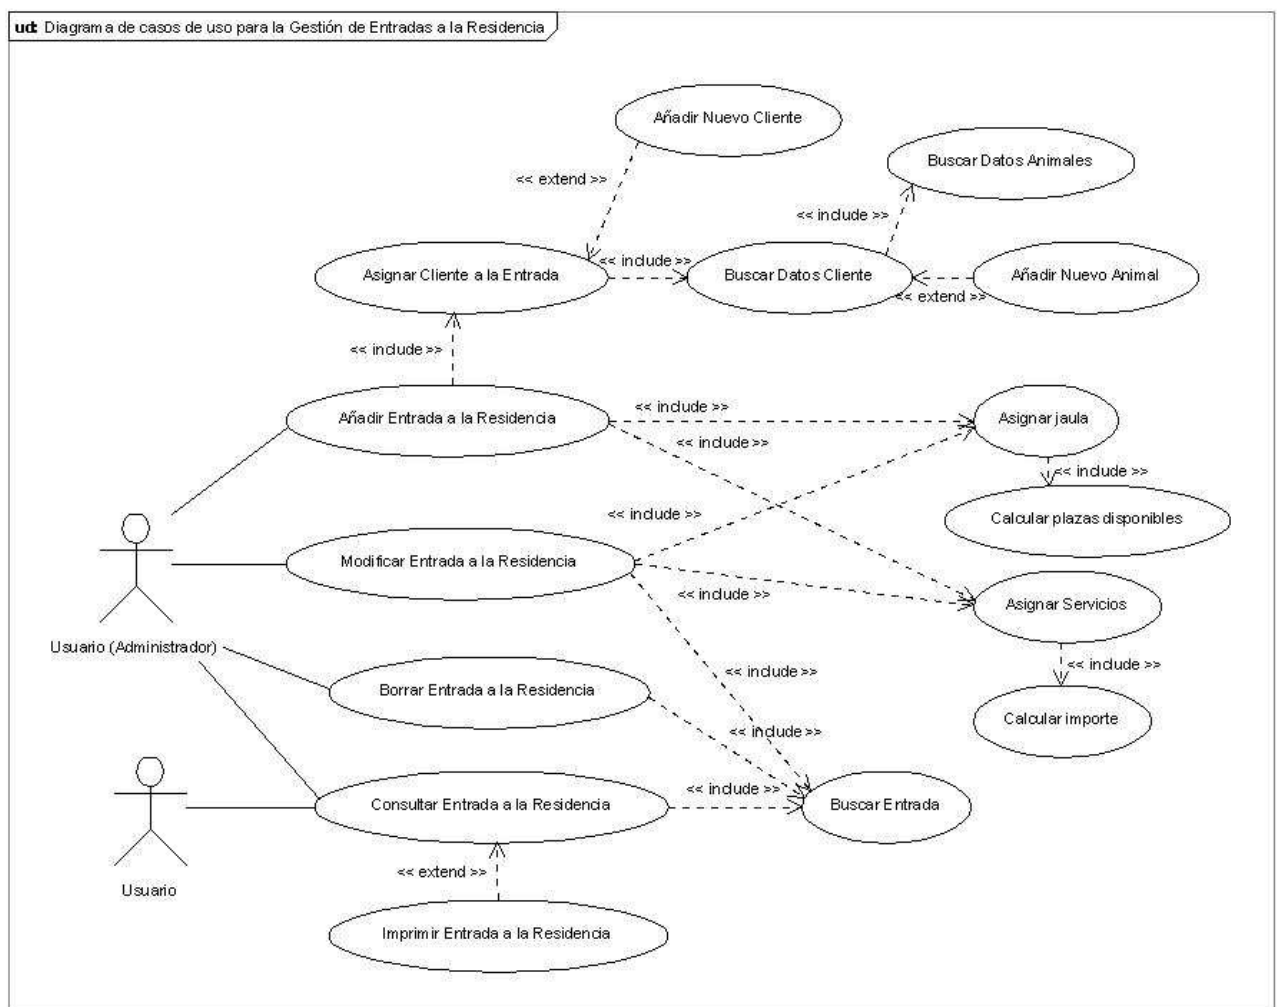 uc: Diagrama de casos de uso para la Gestión de Entradas a la Residencia
Añadir Nuevo Cliente
Buscar Datos Animales
<< extend >>
<< include >>
Asignar Cliente a la Entrada
<< include >>
Buscar Datos Cliente
Añadir Nuevo Animal
<< extend >>
<< include >>
Añadir Entrada a la Residencia
<< include >>
Asignar jaula
<< include >>
<< include >>
<< include >>
Calcular plazas disponibles
Modificar Entrada a la Residencia
<< include >>
Asignar Servicios
Usuario (Administrador)
<< include >>
<< include >>
Borrar Entrada a la Residencia
Calcular importe
<< include >>
<< include >>
Consultar Entrada a la Residencia
Buscar Entrada
<< extend >>
Usuario
Imprimir Entrada a la Residencia